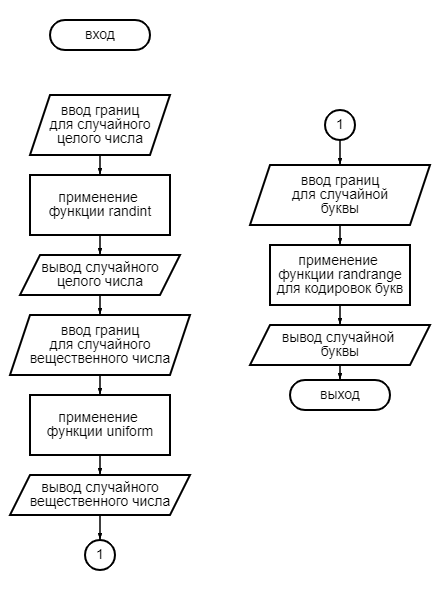 вход
ввод границ
для случайного
целого числа
применение
функции randint
вывод случайного
целого числа
ввод границ
для случайного
вещественного числа
применение
функции uniform
вывод случайного
вещественного числа
1
1
ввод границ
для случайной
буквы
применение
функции randrange
для кодировок букв
вывод случайной
буквы
выход